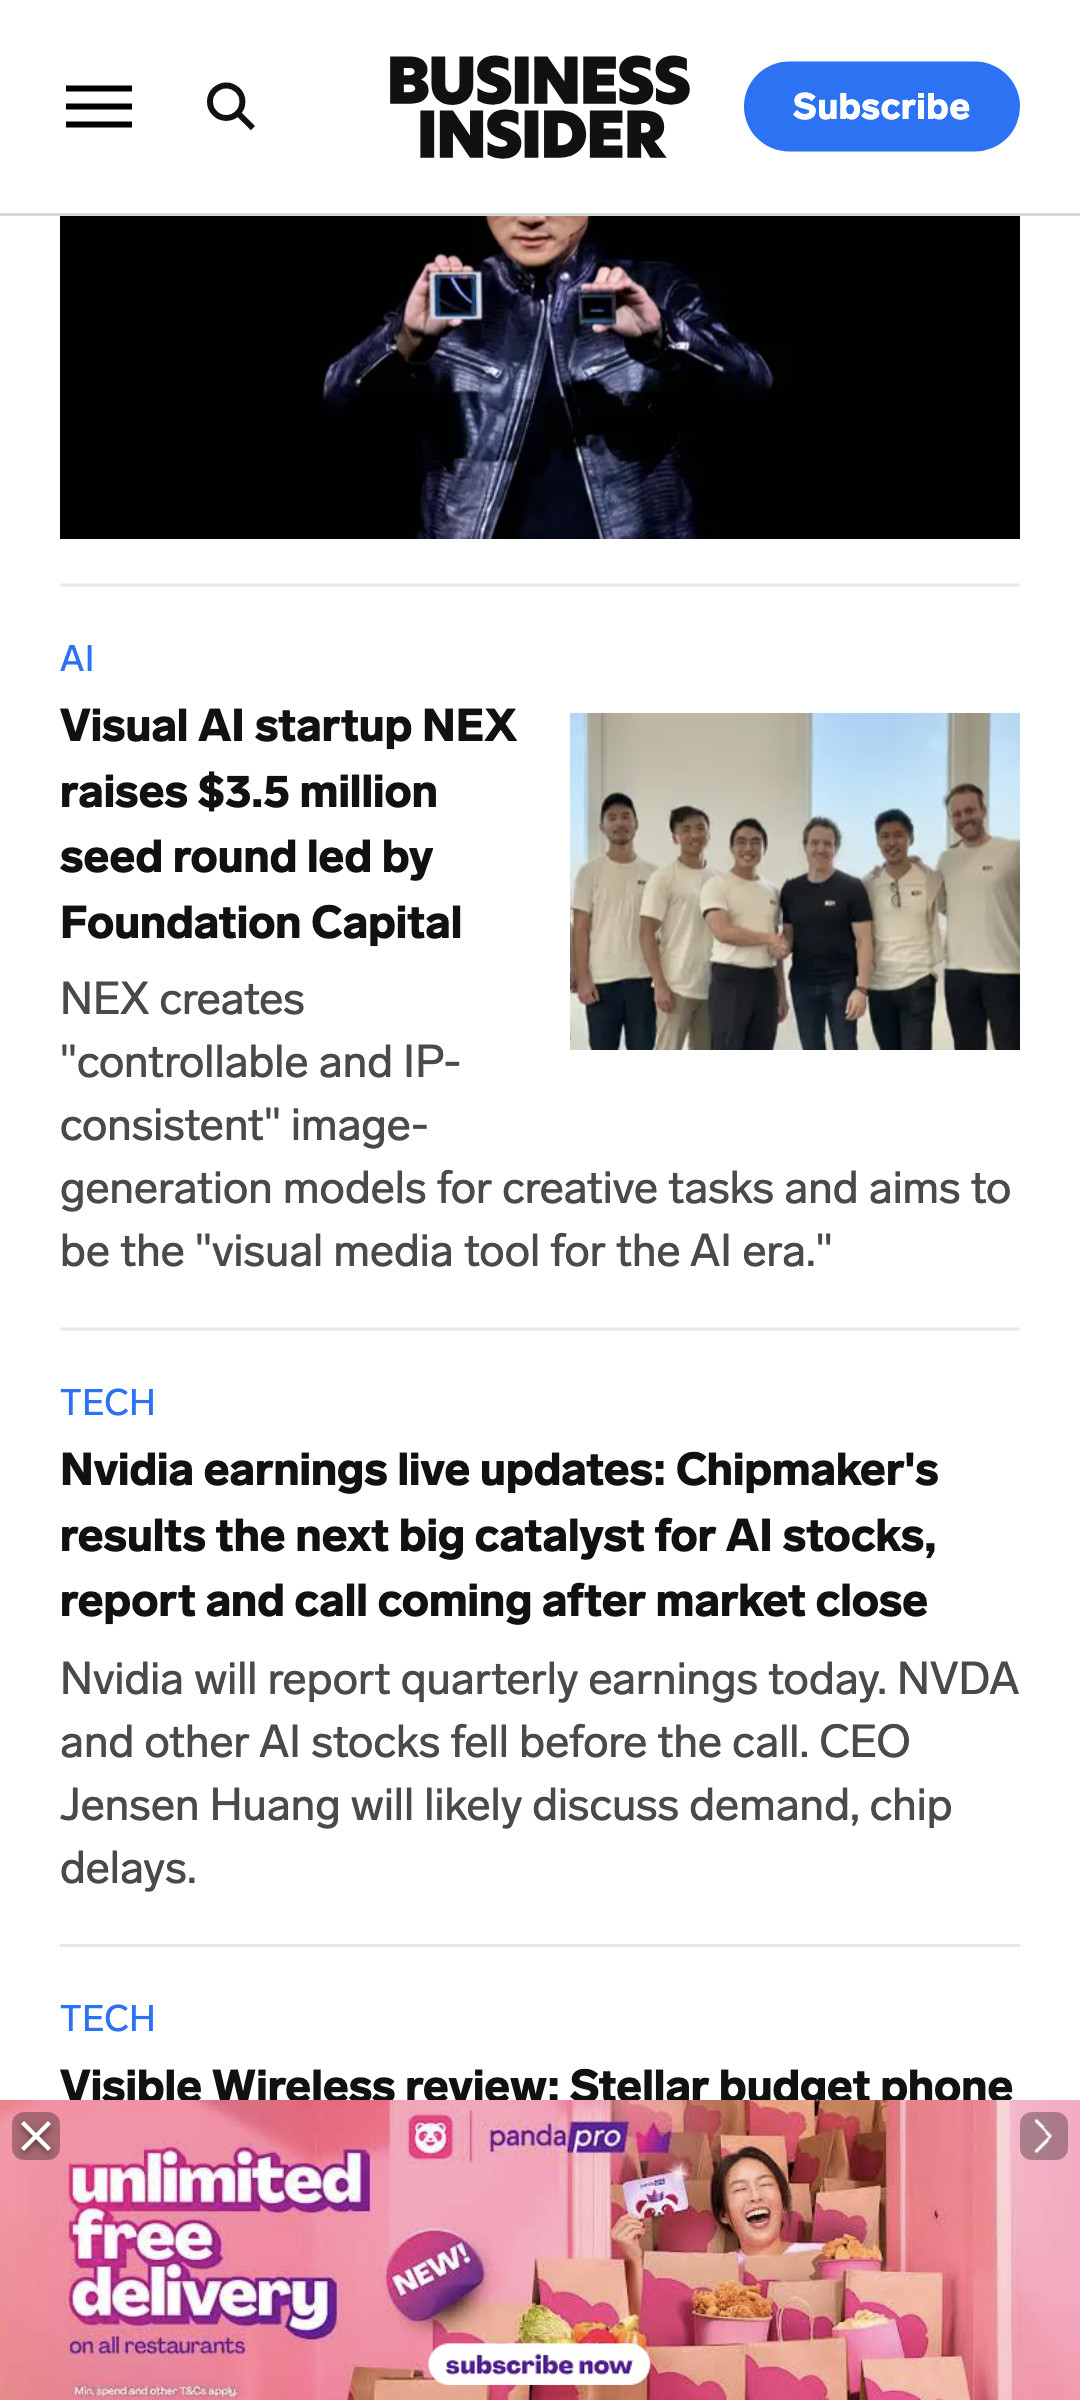 BUSINESS
INSIDER
Subscribe
AI
Visual AI startup NEX
raises $3.5 million
seed round led by
Foundation Capital
NEX creates
"controllable and IP-
consistent" image-
generation models for creative tasks and aims to
be the "visual media tool for the AI era."
TECH
Nvidia earnings live updates: Chipmaker's
results the next big catalyst for AI stocks,
report and call coming after market close
Nvidia will report quarterly earnings today. NVDA
and other AI stocks fell before the call. CEO
Jensen Huang will likely discuss demand, chip
delays.
TECH
Visible Wireless review: Stellar budget phone
pandapro
unlimited
free
delivery
on all restaurants
NEW!
subscribe now
Min. spend and other T&Cs apply.